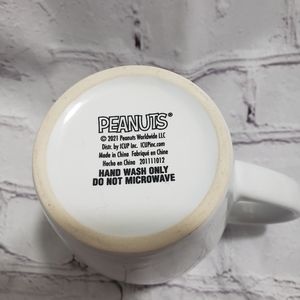 PEANUTS®
© 2021 Peanuts Worldwide LLC
Distr. by ICUP Inc. ICUPinc.com
Made in China Fabriqué en Chine
Hecho en China 201111012
HAND WASH ONLY
DO NOT MICROWAVE